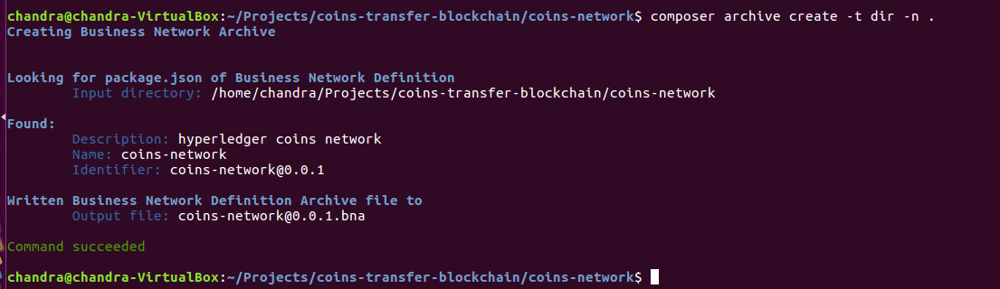 chandra@chandra-VirtualBox:~/Projects/coins-transfer-blockchain/coins-network$ composer archive create -t dir -n .
Creating Business Network Archive
Looking for package.json of Business Network Definition
Input directory: /home/chandra/Projects/coins-transfer-blockchain/coins-network
Found:
Description: hyperledger coins network
Name: coins-network
Identifier: coins-network@0.0.1
Written Business Network Definition Archive file to
Output file: coins-network@0.0.1.bna
Command succeeded
chandra@chandra-VirtualBox:~/Projects/coins-transfer-blockchain/coins-network$